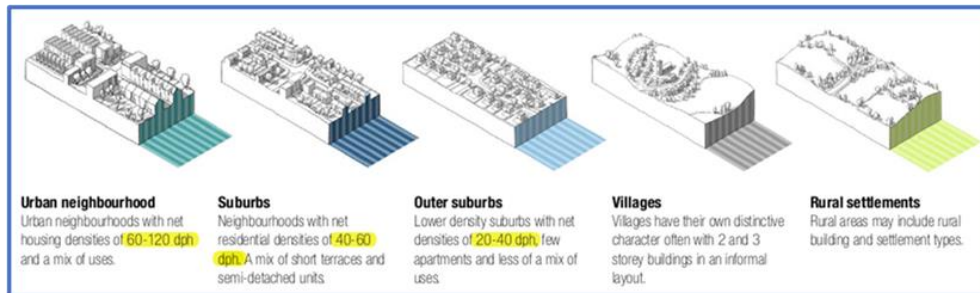 Urban neighbourhood
Urban neighbourhoods with net
housing densities of 60-120 dph
and a mix of uses.
Suburbs
Neighbourhoods with net
residential densities of 40-60
dph. A mix of short terraces and
semi-detached units.
Outer suburbs
Lower density suburbs with net
densities of 20-40 dph, few
apartments and less of a mix of
uses.
Villages
Villages have their own distinctive
character often with 2 and 3
storey buildings in an informal
layout.
Rural settlements
Rural areas may include rural
building and settlement types.